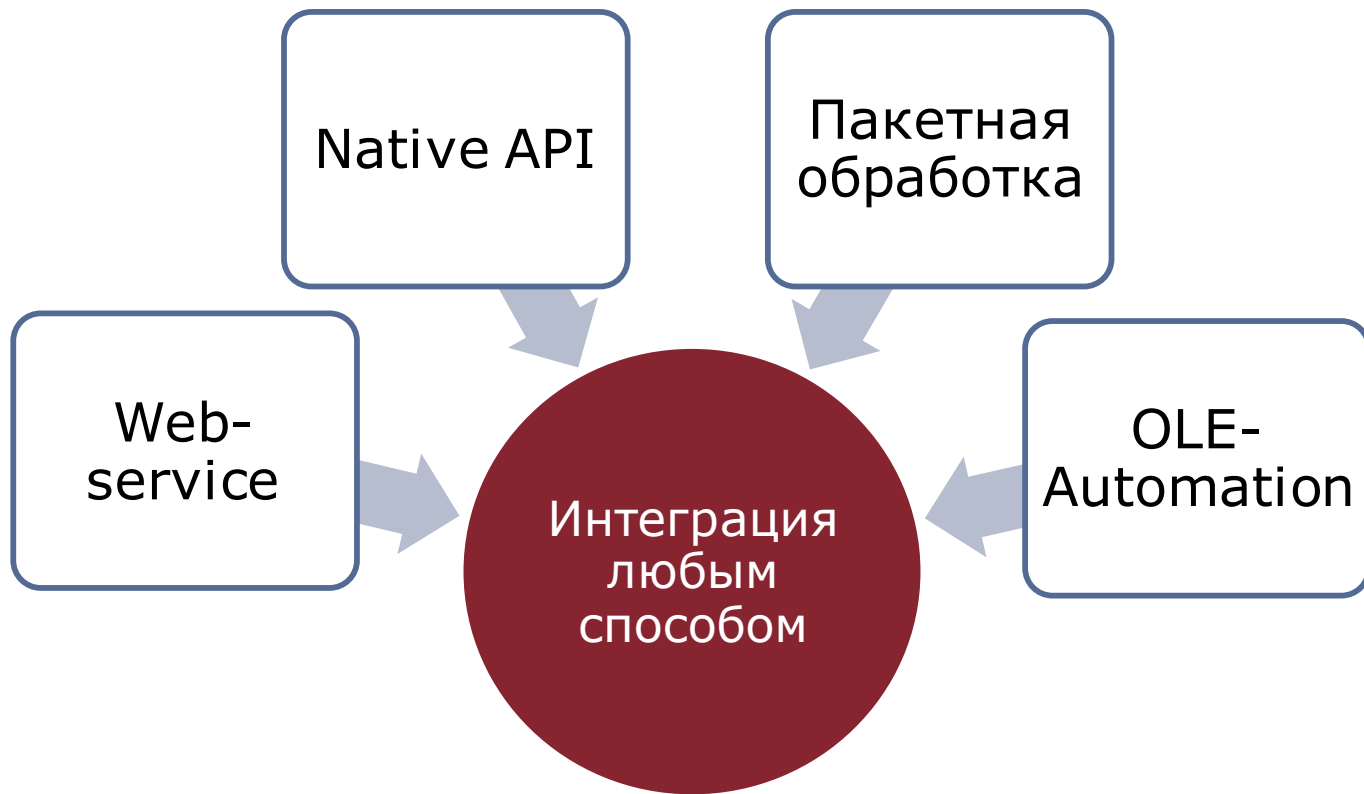 Native API
Пакетная
обработка
Web-
service
OLE-
Automation
Интеграция
любым
способом